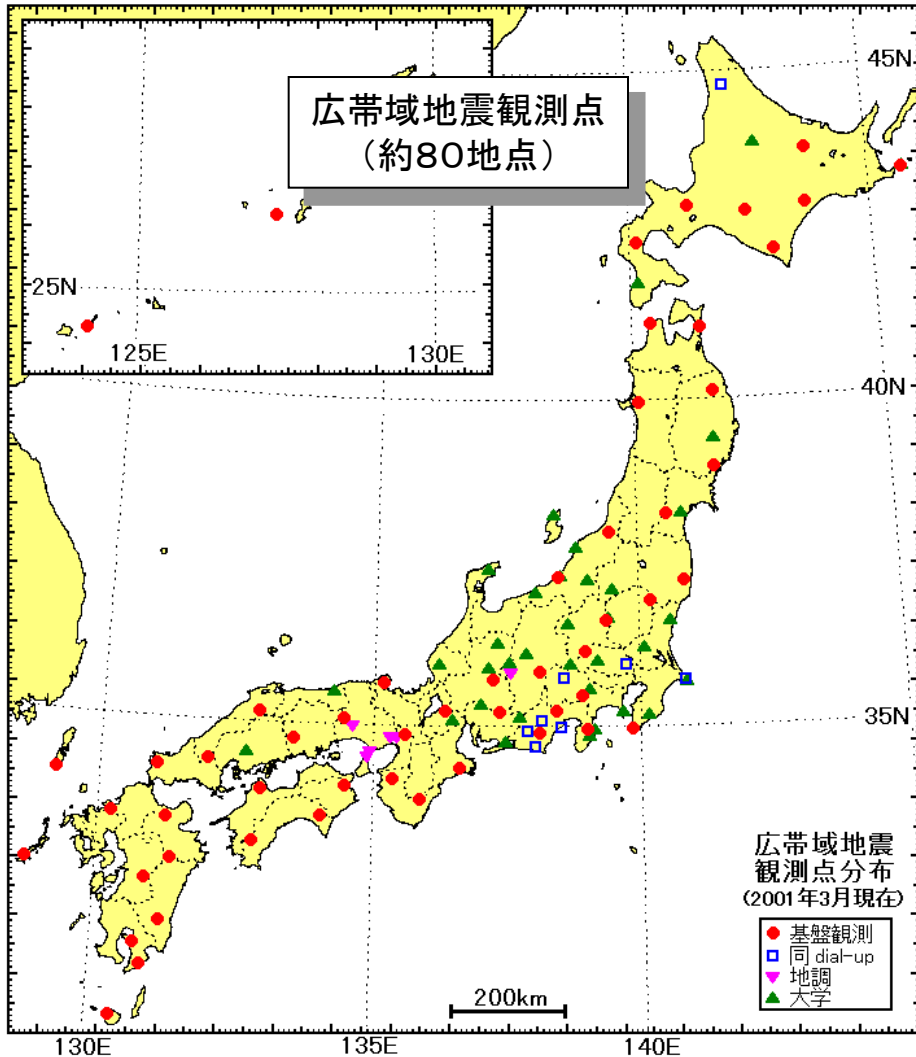 広帯域地震観測点
（約８０地点）
45N
25N
125E
130E
40N
35N
広帯域地震
観測点分布
(2001年3月現在)
基盤観測
同 dial-up
地調
大学
200km
130E
135E
140E